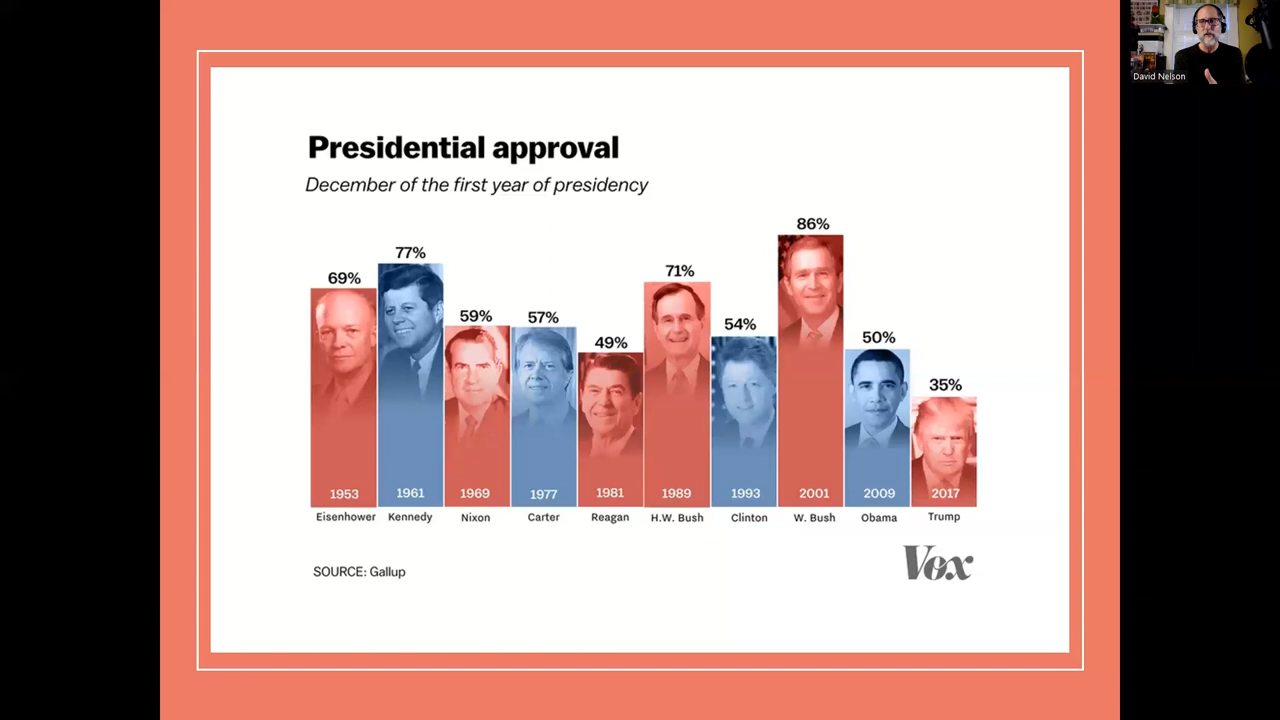 Presidential approval
December of the first year of presidency
69%
77%
59%
57%
49%
71%
54%
86%
50%
35%
1953
1961
1969
1977
1981
1989
1993
2001
2009
2017
Eisenhower
Kennedy
Nixon
Carter
Reagan
H.W. Bush
Clinton
W. Bush
Obama
Trump
SOURCE: Gallup
Vox
David Nelson